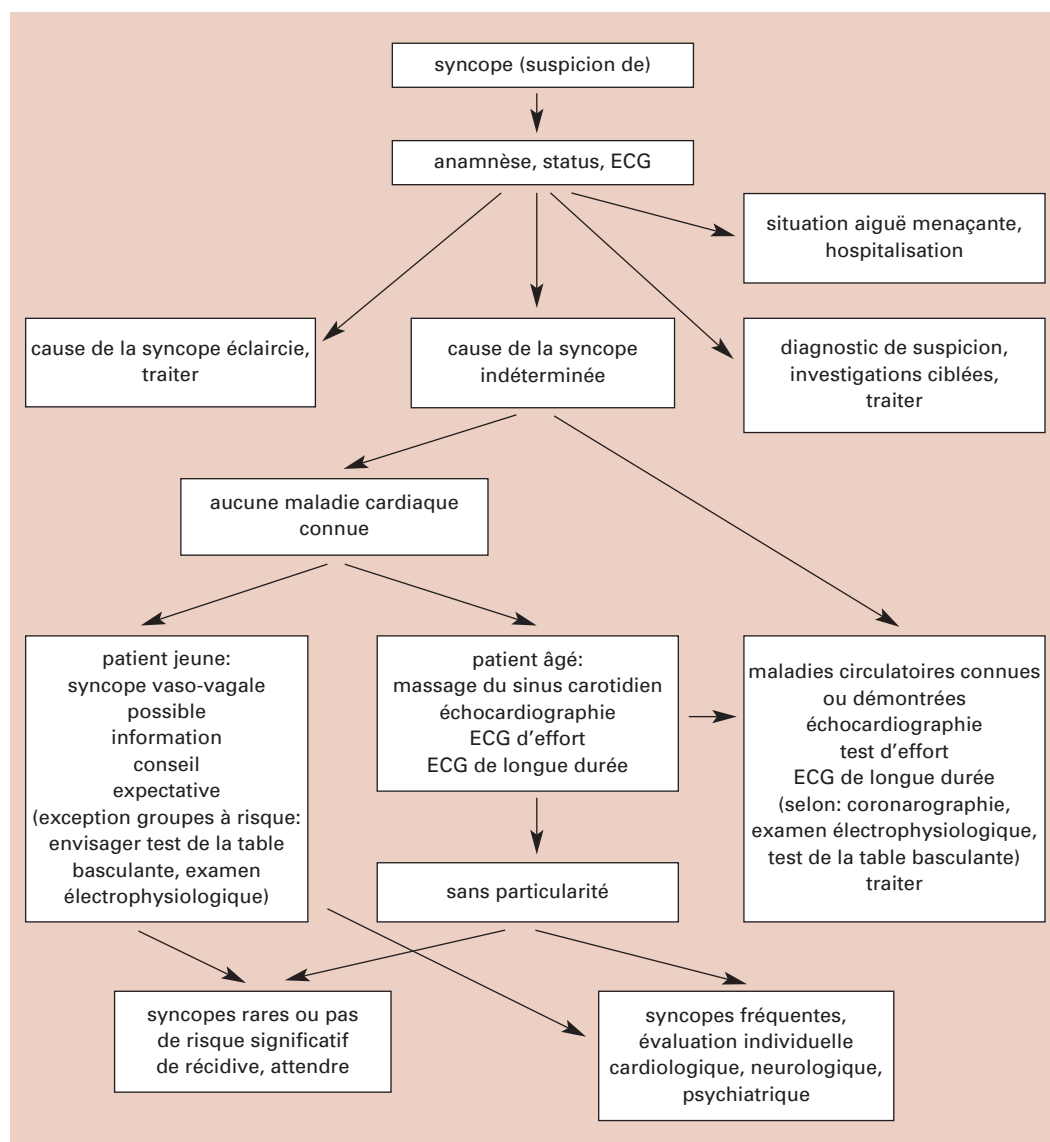 syncope (suspicion de)
anamnèse, status, ECG
situation aiguë menaçante,
hospitalisation
cause de la syncope éclaircie,
traiter
cause de la syncope
indéterminée
diagnostic de suspicion,
investigations ciblées,
traiter
aucune maladie cardiaque
connue
patient jeune:
syncope vaso-vagale
possible
information
conseil
expectative
(exception groupes à risque:
envisager test de la table
basculante, examen
électrophysiologique)
patient âgé:
massage du sinus carotidien
échocardiographie
ECG d'effort
ECG de longue durée
maladies circulatoires connues
ou démontrées
échocardiographie
test d'effort
ECG de longue durée
(selon: coronarographie,
examen électrophysiologique,
test de la table basculante)
traiter
sans particularité
syncopes rares ou pas
de risque significatif
de récidive, attendre
syncopes fréquentes,
évaluation individuelle
cardiologique, neurologique,
psychiatrique